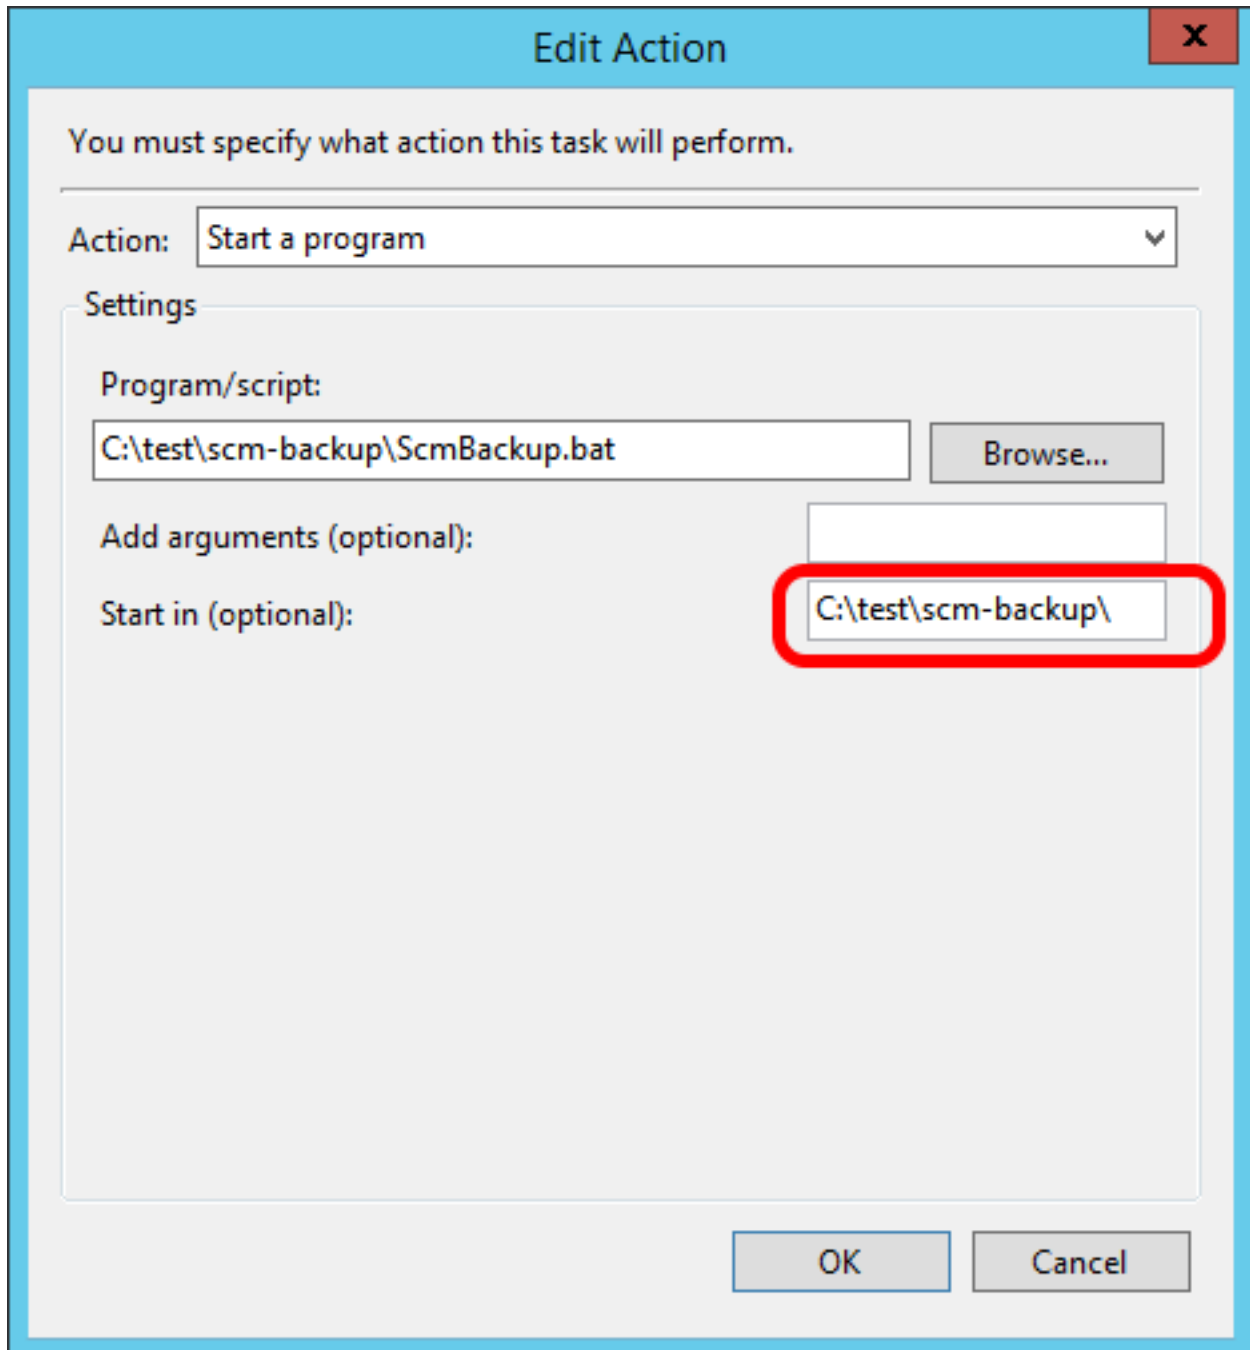 Edit Action
x
You must specify what action this task will perform.
Action: Start a program
Settings
Program/script:
C:\test\scm-backup\ScmBackup.bat Browse...
Add arguments (optional):
Start in (optional): C:\test\scm-backup\
OK Cancel